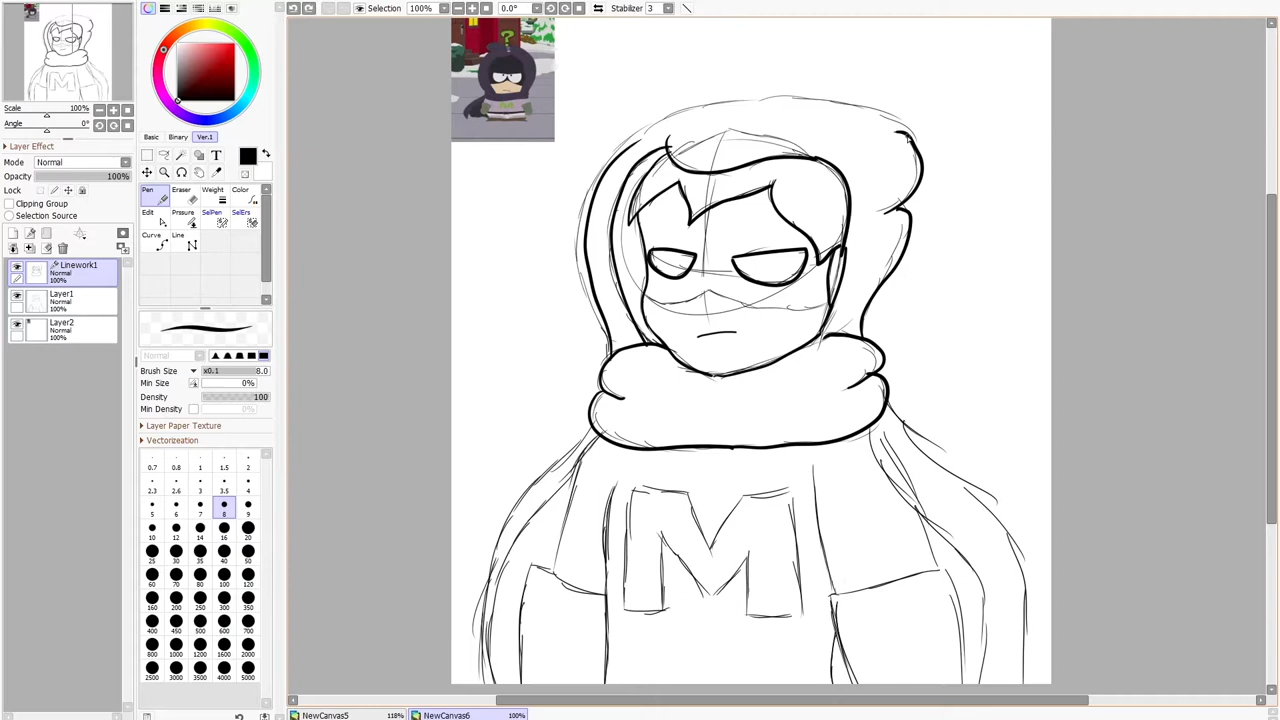 Selection
100%
0.0°
Stabilizer
3
Scale
100%
Angle
0°
Layer Effect
Mode
Normal
Opacity
100%
Lock
Clipping Group
Selection Source
Linework1
Normal
100%
Layer1
Normal
100%
Layer2
Normal
100%
Basic
Binary
Ver.1
T
Pen
Eraser
Weight
Color
Edit
Prssure
SelPen
SelErs
Curve
Line
Normal
Brush Size
x0.1
8.0
Min Size
0%
Density
100
Min Density
0%
Layer Paper Texture
Vectorization
0.7 0.8 1 1.5 2
2.3 2.6 3 3.5 4
5 6 7 8 9
10 12 14 16 20
25 30 35 40 50
60 70 80 100 120
160 200 250 300 350
400 450 500 600 700
800 1000 1200 1600 2000
2500 3000 3500 4000 5000
?
M
M
NewCanvas5
118%
NewCanvas6
100%